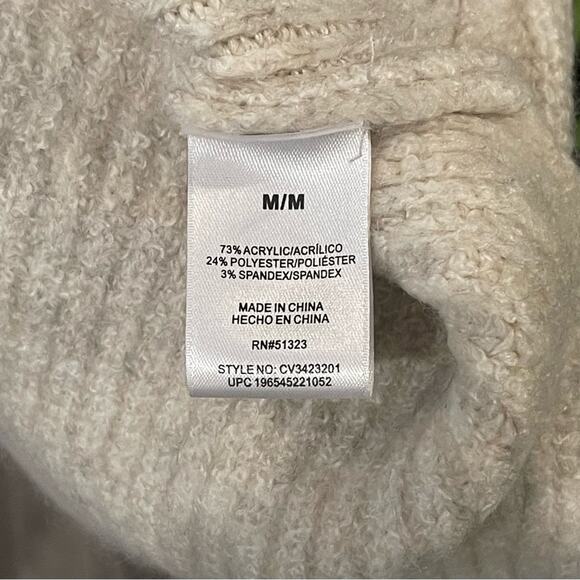 M/M
73% ACRYLIC/ACRÍLICO
24% POLYESTER/POLIÉSTER
3% SPANDEX/SPANDEX
MADE IN CHINA
HECHO EN CHINA
RN#51323
STYLE NO: CV3423201
UPC 196545221052